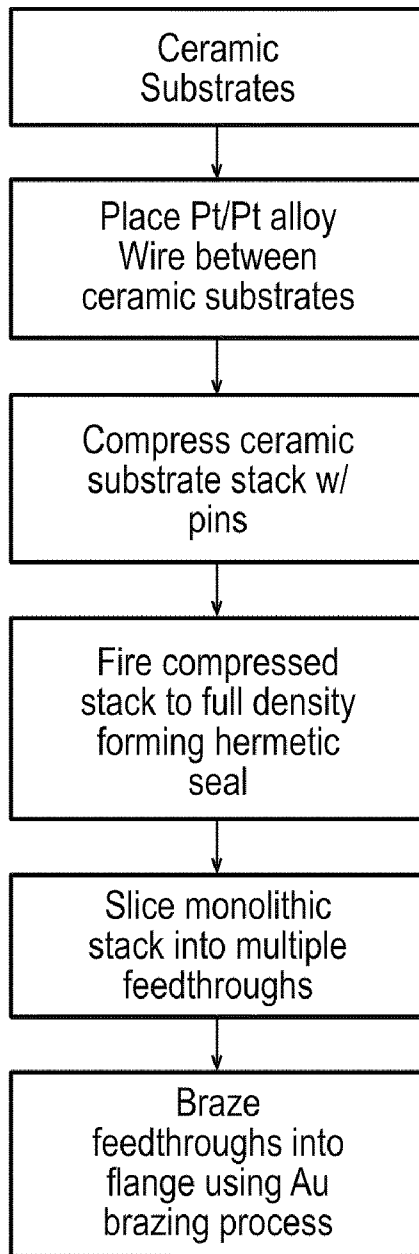 Ceramic
Substrates
Place Pt/Pt alloy
Wire between
ceramic substrates
Compress ceramic
substrate stack w/
pins
Fire compressed
stack to full density
forming hermetic
seal
Slice monolithic
stack into multiple
feedthroughs
Braze
feedthroughs into
flange using Au
brazing process